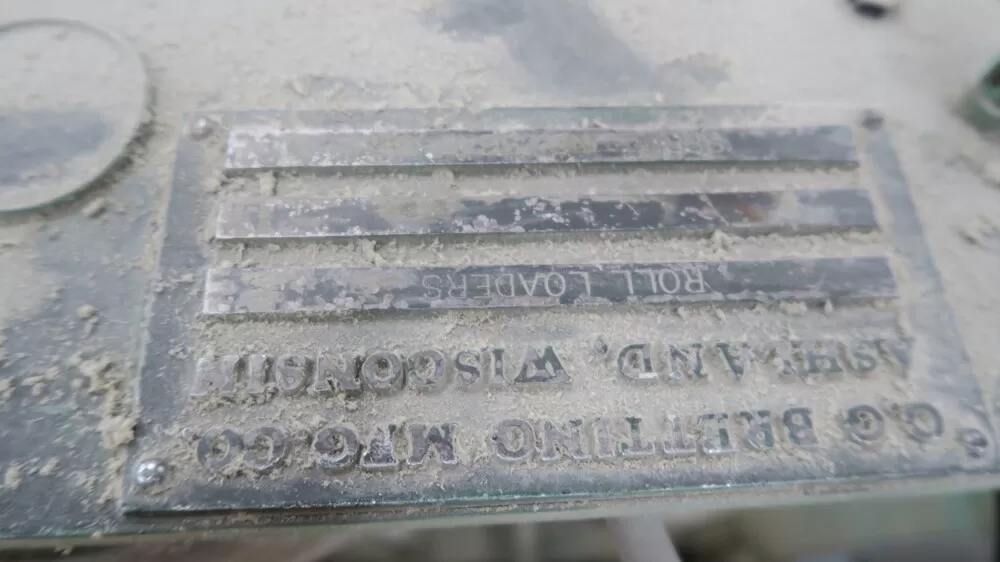 C.G. BRETTING MFG CO
ASHLAND, WISCONSIN
ROLL LOADERS